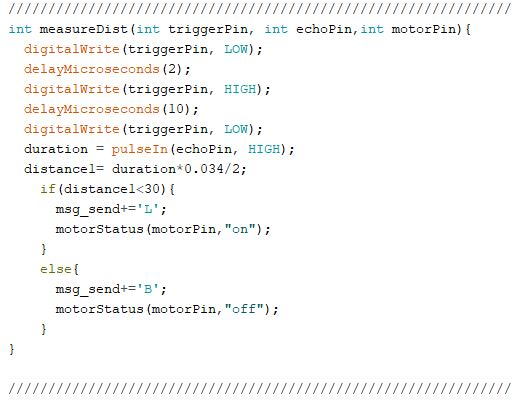 ///////////////////////////////////////////////////////////////
int measureDist(int triggerPin, int echoPin,int motorPin){
  digitalWrite(triggerPin, LOW);
  delayMicroseconds(2);
  digitalWrite(triggerPin, HIGH);
  delayMicroseconds(10);
  digitalWrite(triggerPin, LOW);
  duration = pulseIn(echoPin, HIGH);
  distance1= duration*0.034/2;
    if(distance1<30){
      msg_send+='L';
      motorStatus(motorPin,"on");
    }
    else{
      msg_send+='B';
      motorStatus(motorPin,"off");
    }
}
///////////////////////////////////////////////////////////////